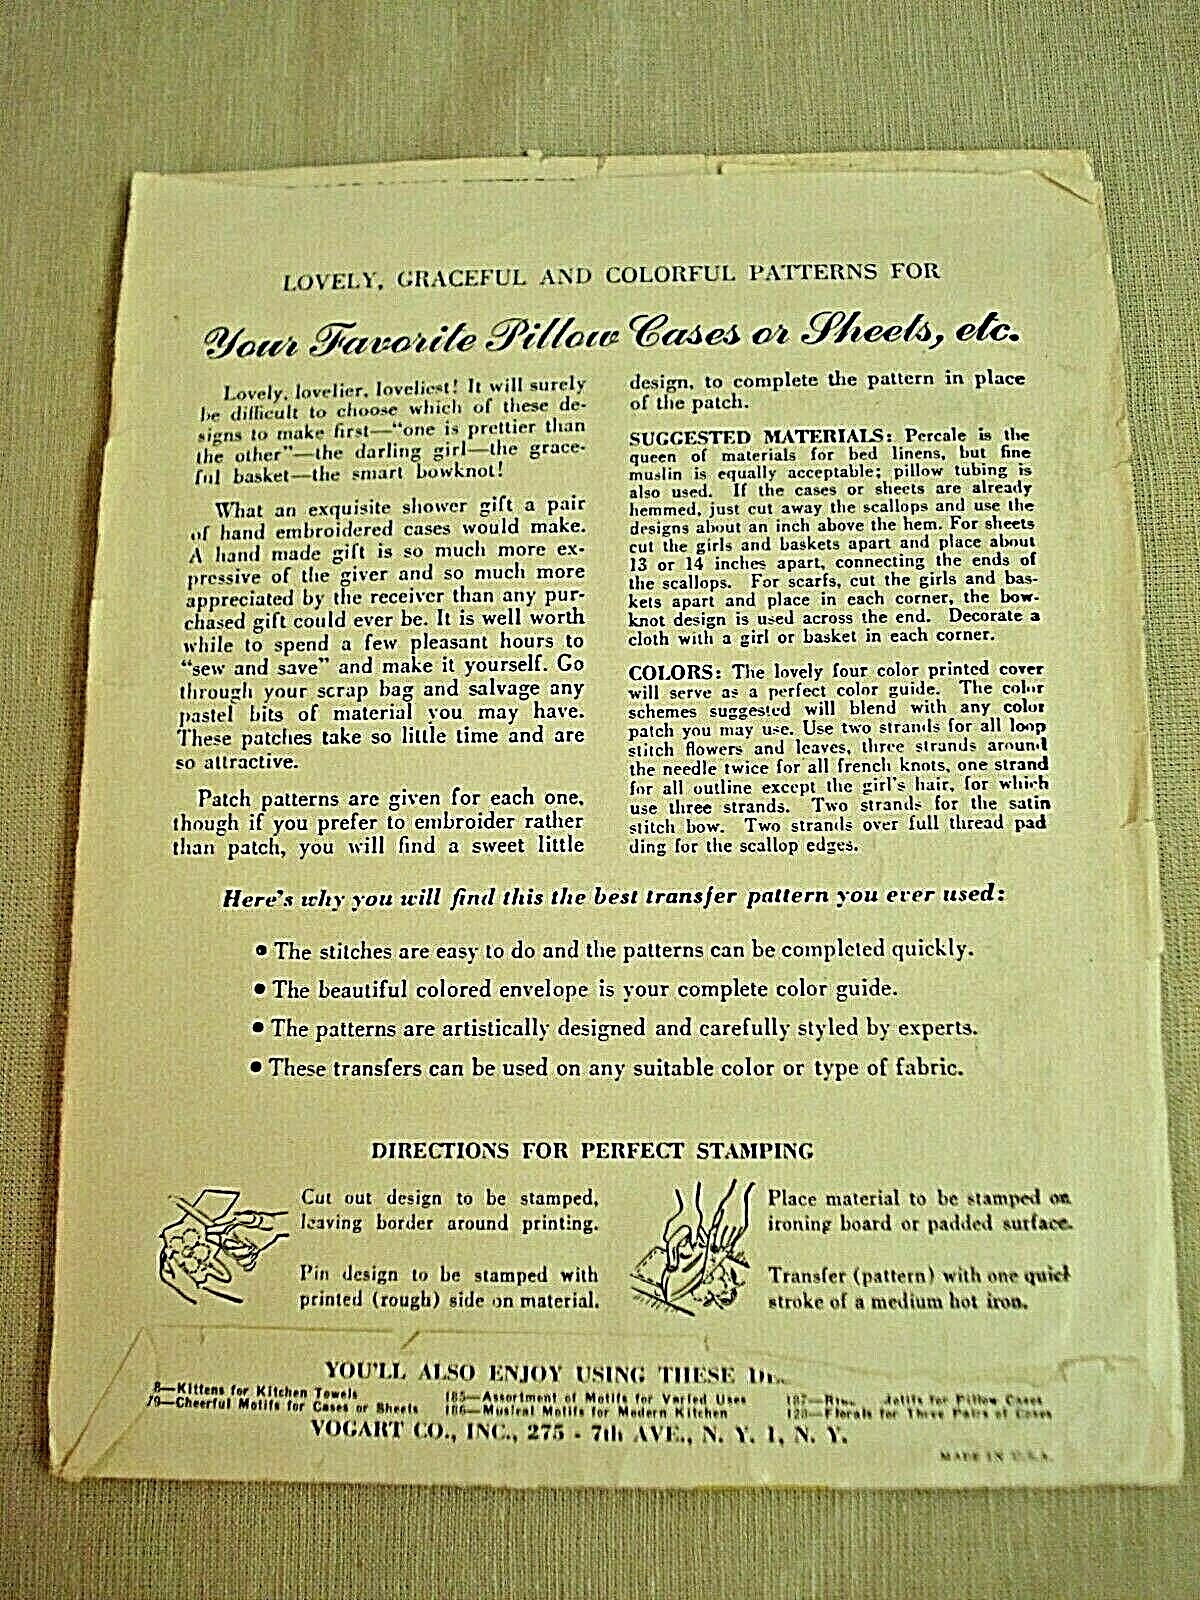 LOVELY, GRACEFUL AND COLORFUL PATTERNS FOR
Your Favorite Pillow Cases or Sheets, etc.
Lovely, lovelier, loveliest! It will surely
be difficult to choose which of these de-
signs to make first—“one is prettier than
the other”—the darling girl—the grace-
ful basket—the smart bowknot!
What an exquisite shower gift a pair
of hand embroidered cases would make.
A hand made gift is so much more ex-
pressive of the giver and so much more
appreciated by the receiver than any pur-
chased gift could ever be. It is well worth
while to spend a few pleasant hours to
“sew and save” and make it yourself. Go
through your scrap bag and salvage any
pastel bits of material you may have.
These patches take so little time and are
so attractive.
Patch patterns are given for each one,
though if you prefer to embroider rather
than patch, you will find a sweet little
design, to complete the pattern in place
of the patch.
SUGGESTED MATERIALS: Percale is the
queen of materials for bed linens, but fine
muslin is equally acceptable; pillow tubing is
also used. If the cases or sheets are already
hemmed, just cut away the scallops and use the
designs about an inch above the hem. For sheets
cut the girls and baskets apart and place about
13 or 14 inches apart, connecting the ends of
the scallops. For scarfs, cut the girls and bas-
kets apart and place in each corner, the bow-
knot design is used across the end. Decorate a
cloth with a girl or basket in each corner.
COLORS: The lovely four color printed cover
will serve as a perfect color guide. The color
schemes suggested will blend with any color
patch you may use. Use two strands for all loop
stitch flowers and leaves, three strands around
the needle twice for all french knots, one strand
for all outline except the girl's hair, for which
use three strands. Two strands for the satin
stitch bow. Two strands over full thread pad
ding for the scallop edges.
Here's why you will find this the best transfer pattern you ever used:
• The stitches are easy to do and the patterns can be completed quickly.
• The beautiful colored envelope is your complete color guide.
• The patterns are artistically designed and carefully styled by experts.
• These transfers can be used on any suitable color or type of fabric.
DIRECTIONS FOR PERFECT STAMPING
Cut out design to be stamped,
leaving border around printing.
Pin design to be stamped with
printed (rough) side on material.
Place material to be stamped on
ironing board or padded surface.
Transfer (pattern) with one quick
stroke of a medium hot iron.
YOU'LL ALSO ENJOY USING THESE
8—Kittens for Kitchen Towels
79—Cheerful Motifs for Cases or Sheets
185—Assortment of Motifs for Varied Uses
186—Musical Motifs for Modern Kitchen
187— Motifs for Pillow Cases
128—Florals for Three Pairs of Cases
VOGART CO., INC., 275 - 7th AVE., N. Y. 1, N. Y.
MADE IN U.S.A.